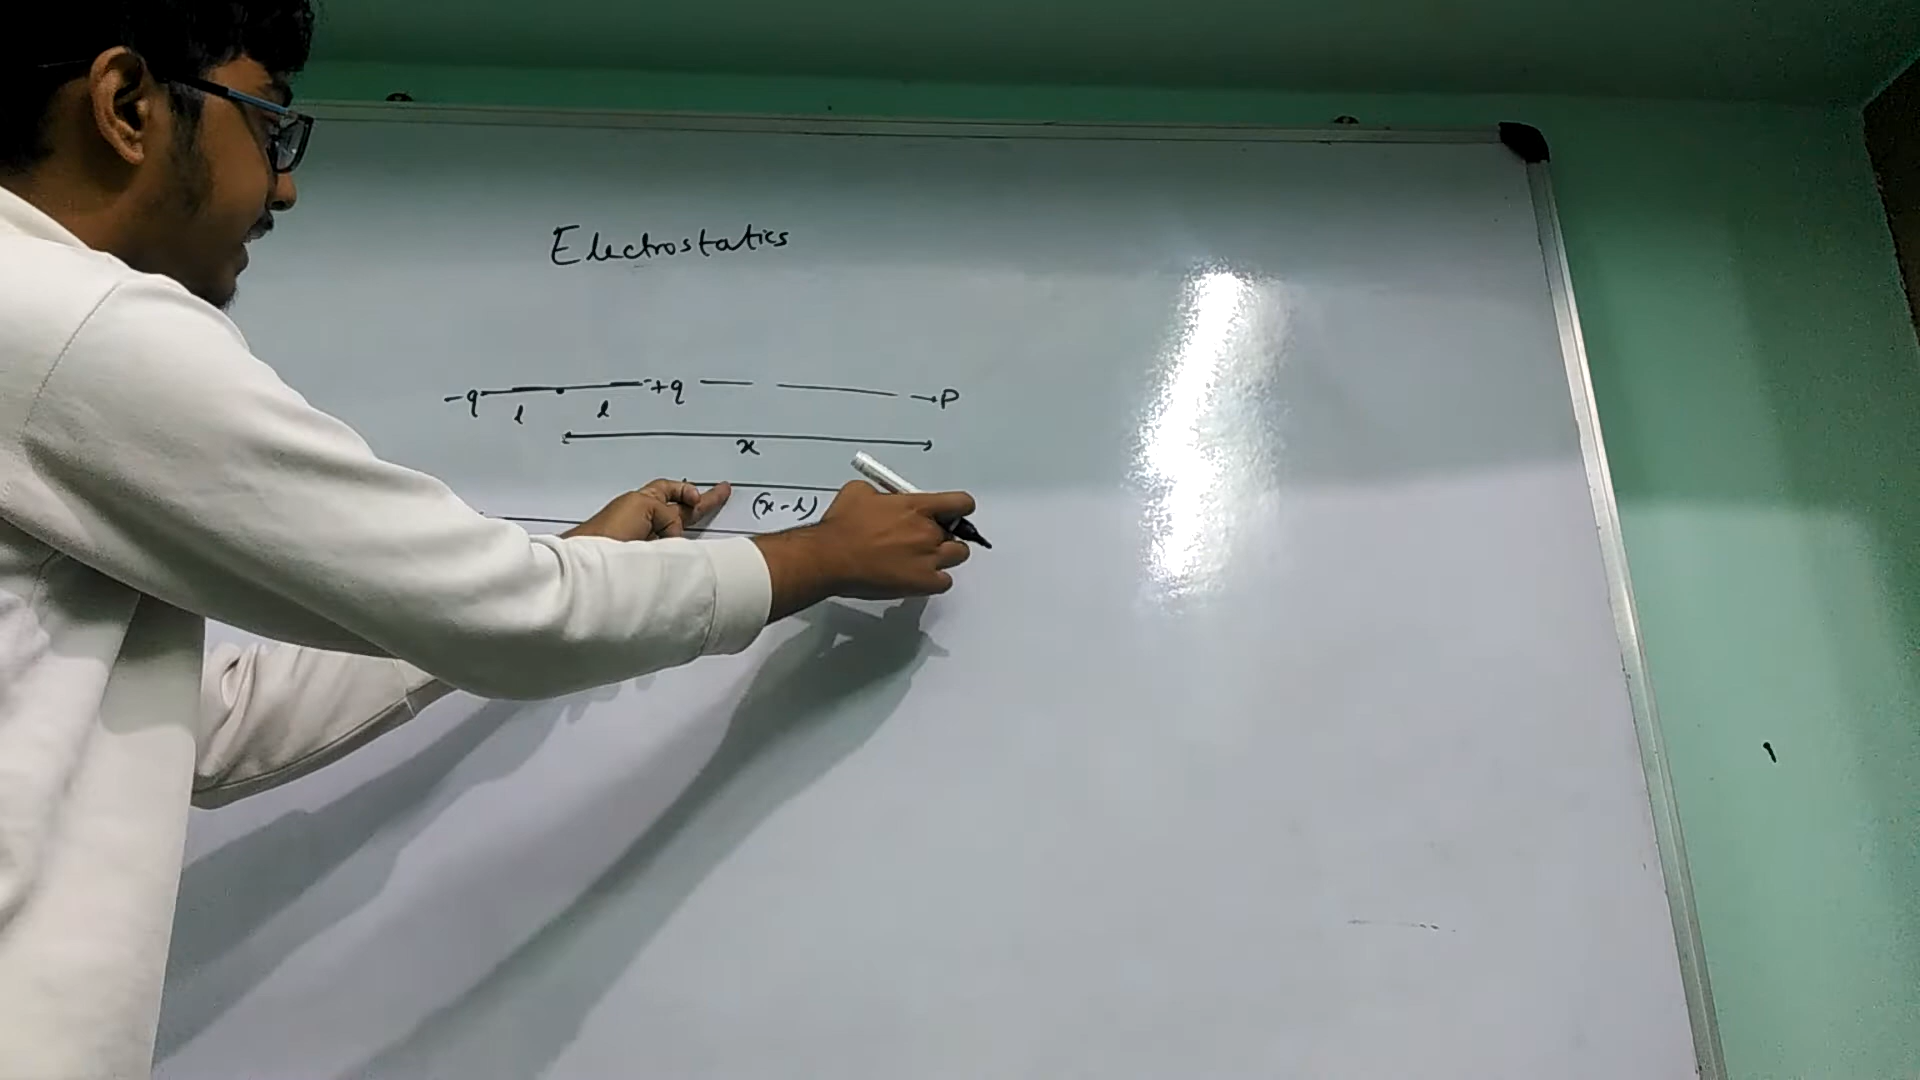 Electrostatics
-q +q P
l l
x
(x-l)